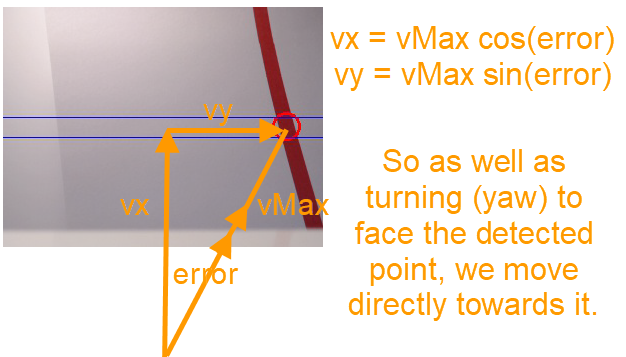 vx = vMax cos(error)
vy = vMax sin(error)
vy
vx
vMax
error
So as well as
turning (yaw) to
face the detected
point, we move
directly towards it.